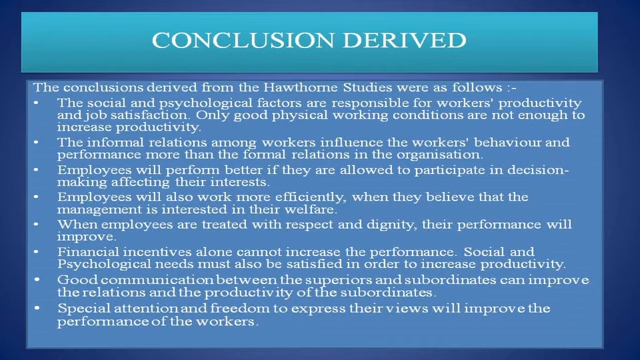 CONCLUSION DERIVED
The conclusions derived from the Hawthorne Studies were as follows :-
• The social and psychological factors are responsible for workers' productivity
and job satisfaction. Only good physical working conditions are not enough to
increase productivity.
• The informal relations among workers influence the workers' behaviour and
performance more than the formal relations in the organisation.
• Employees will perform better if they are allowed to participate in decision-
making affecting their interests.
• Employees will also work more efficiently, when they believe that the
management is interested in their welfare.
• When employees are treated with respect and dignity, their performance will
improve.
• Financial incentives alone cannot increase the performance. Social and
Psychological needs must also be satisfied in order to increase productivity.
• Good communication between the superiors and subordinates can improve
the relations and the productivity of the subordinates.
• Special attention and freedom to express their views will improve the
performance of the workers.